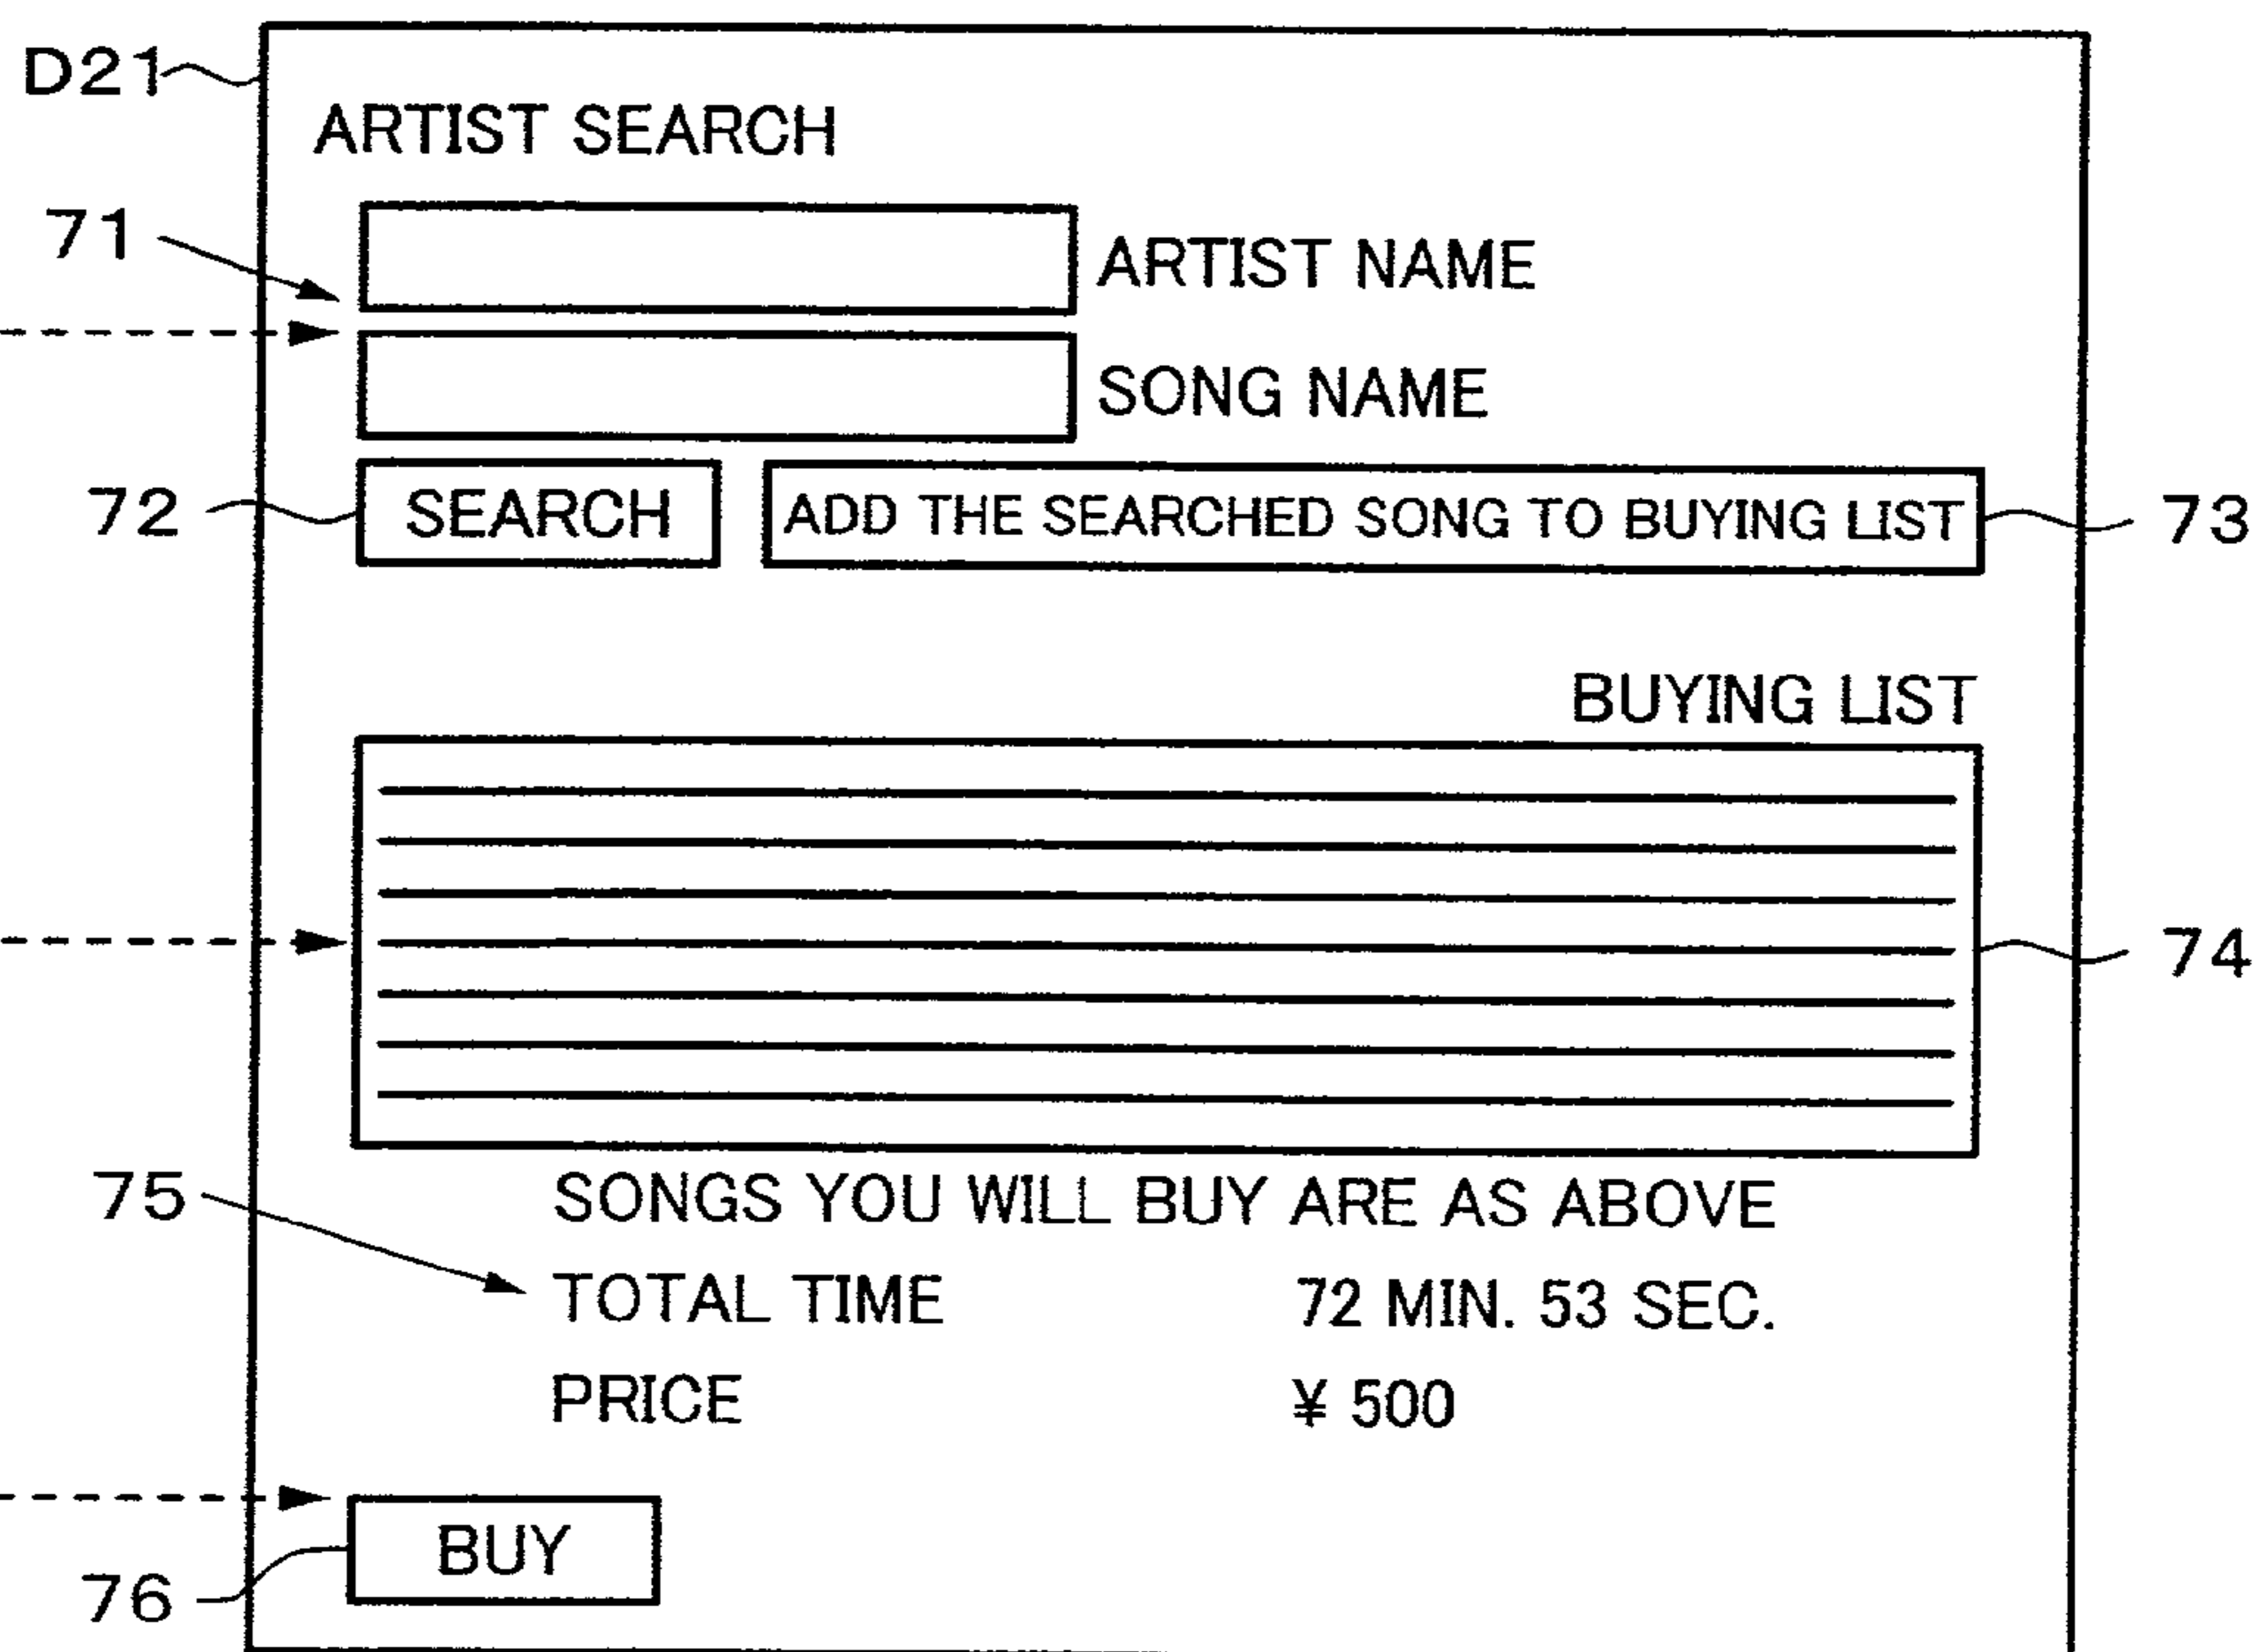 D21
ARTIST SEARCH
71
ARTIST NAME
SONG NAME
72 SEARCH ADD THE SEARCHED SONG TO BUYING LIST 73
BUYING LIST
74
75 SONGS YOU WILL BUY ARE AS ABOVE
TOTAL TIME 72 MIN. 53 SEC.
PRICE ¥ 500
BUY
76